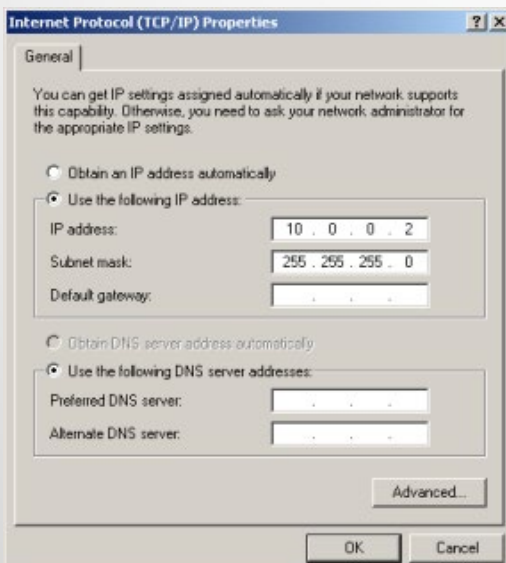 Internet Protocol (TCP/IP) Properties
General
You can get IP settings assigned automatically if your network supports
this capability. Otherwise, you need to ask your network administrator for
the appropriate IP settings.
Obtain an IP address automatically
Use the following IP address:
IP address: 10 . 0 . 0 . 2
Subnet mask: 255 . 255 . 255 . 0
Default gateway: . . .
Obtain DNS server address automatically
Use the following DNS server addresses:
Preferred DNS server: . . .
Alternate DNS server: . . .
Advanced...
OK Cancel